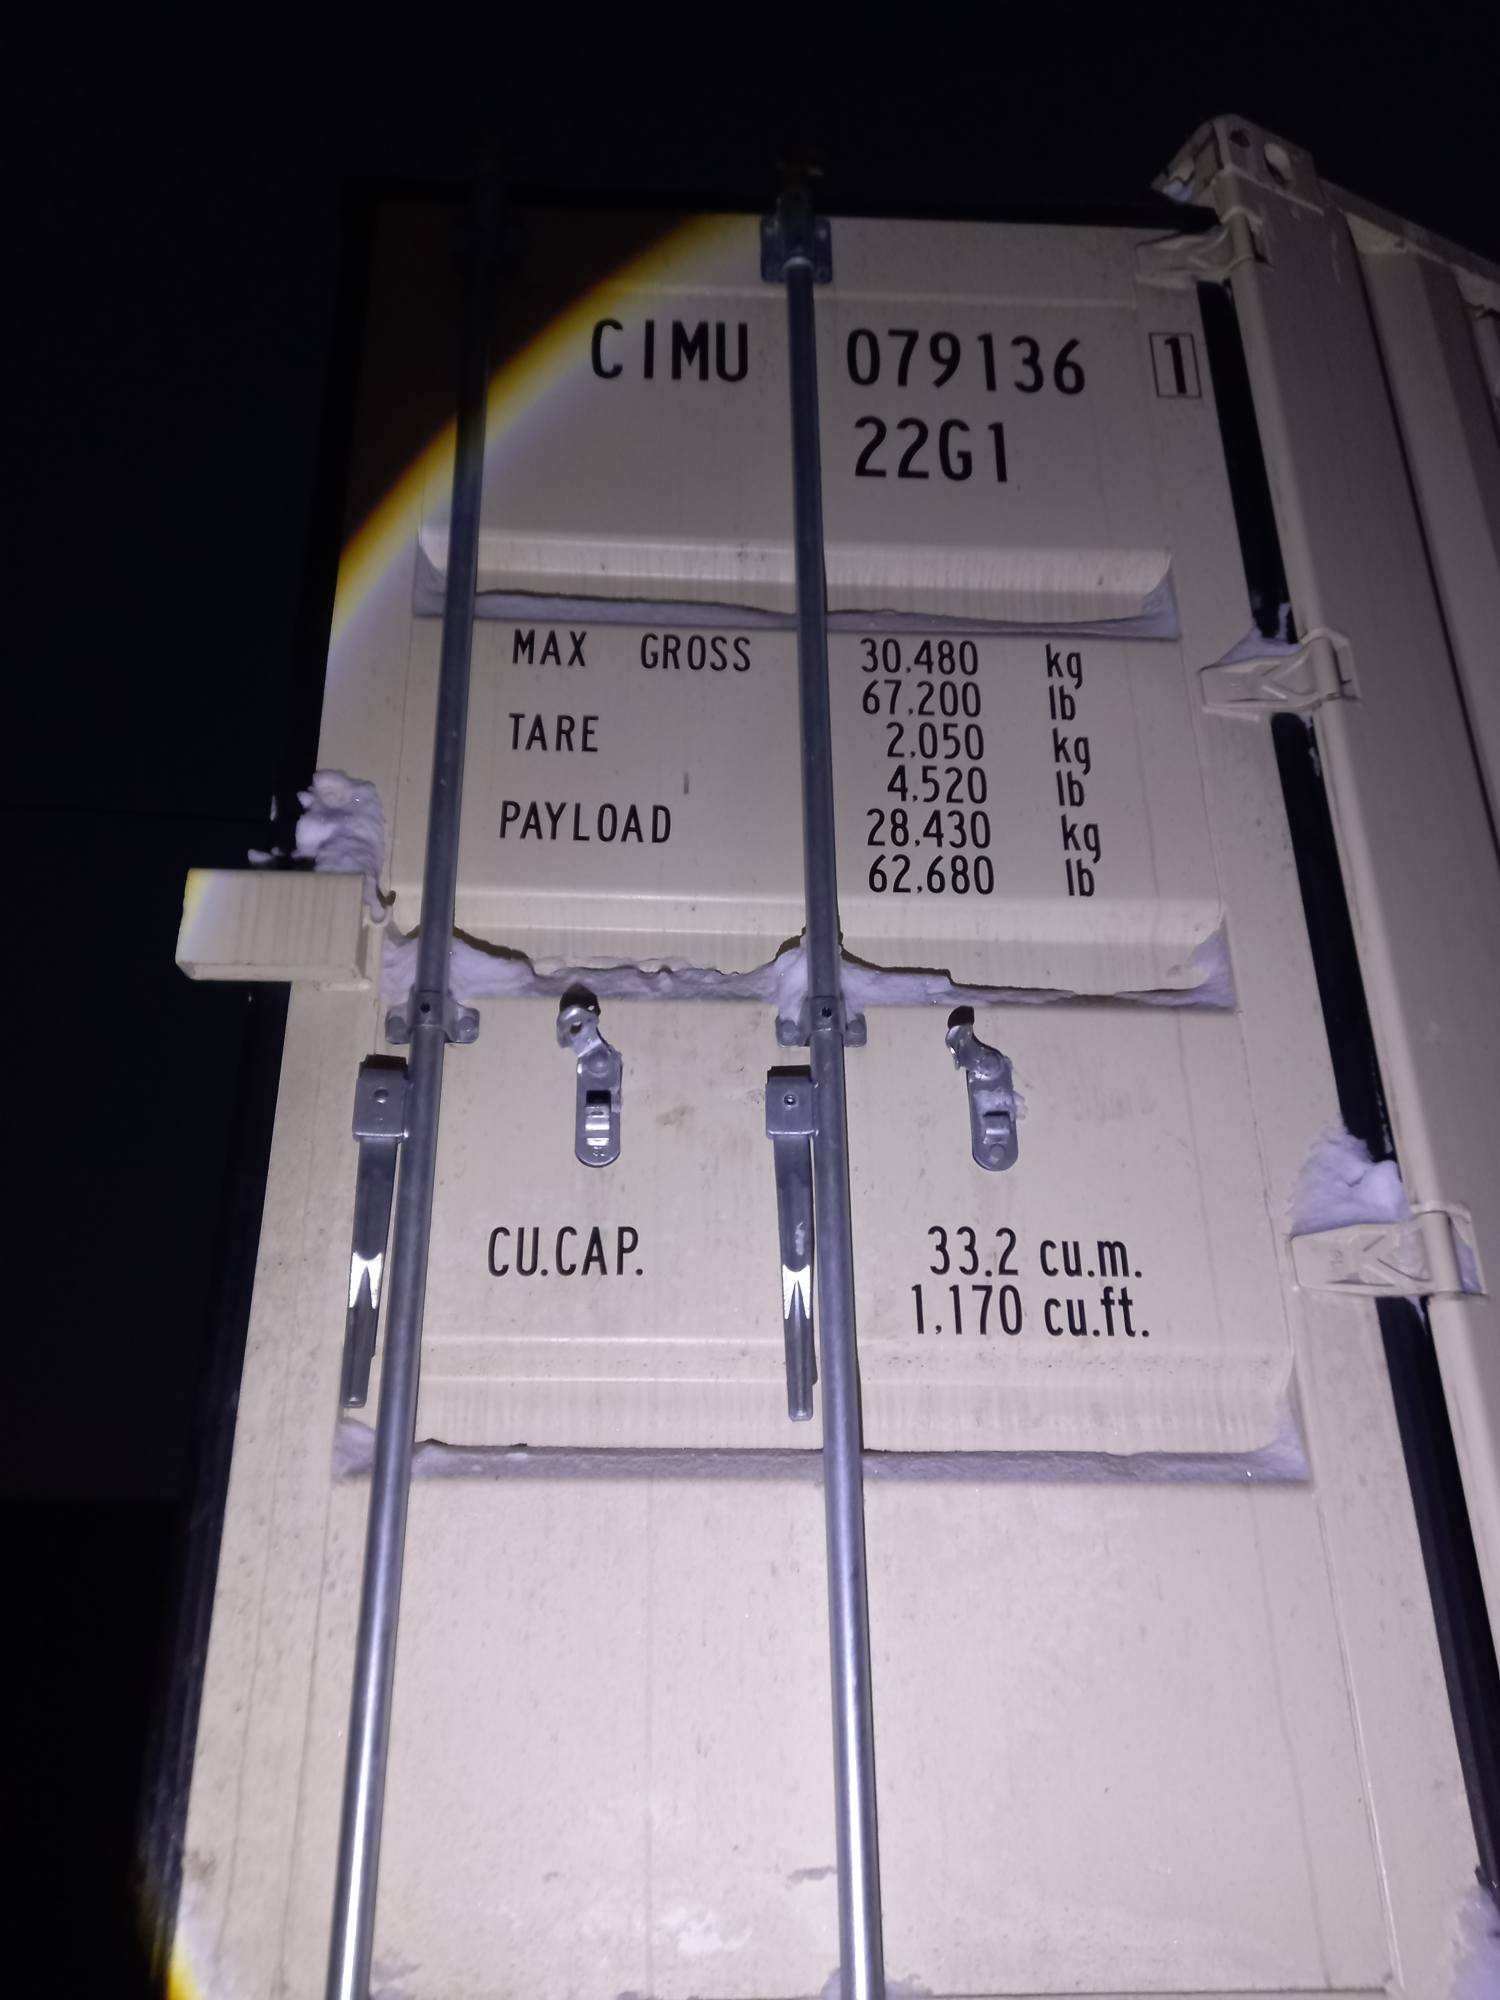 CIMU 079136 1
22G1
MAX GROSS 30.480 kg
67.200 lb
TARE 2.050 kg
4.520 lb
PAYLOAD 28.430 kg
62.680 lb
CU.CAP. 33.2 cu.m.
1.170 cu.ft.